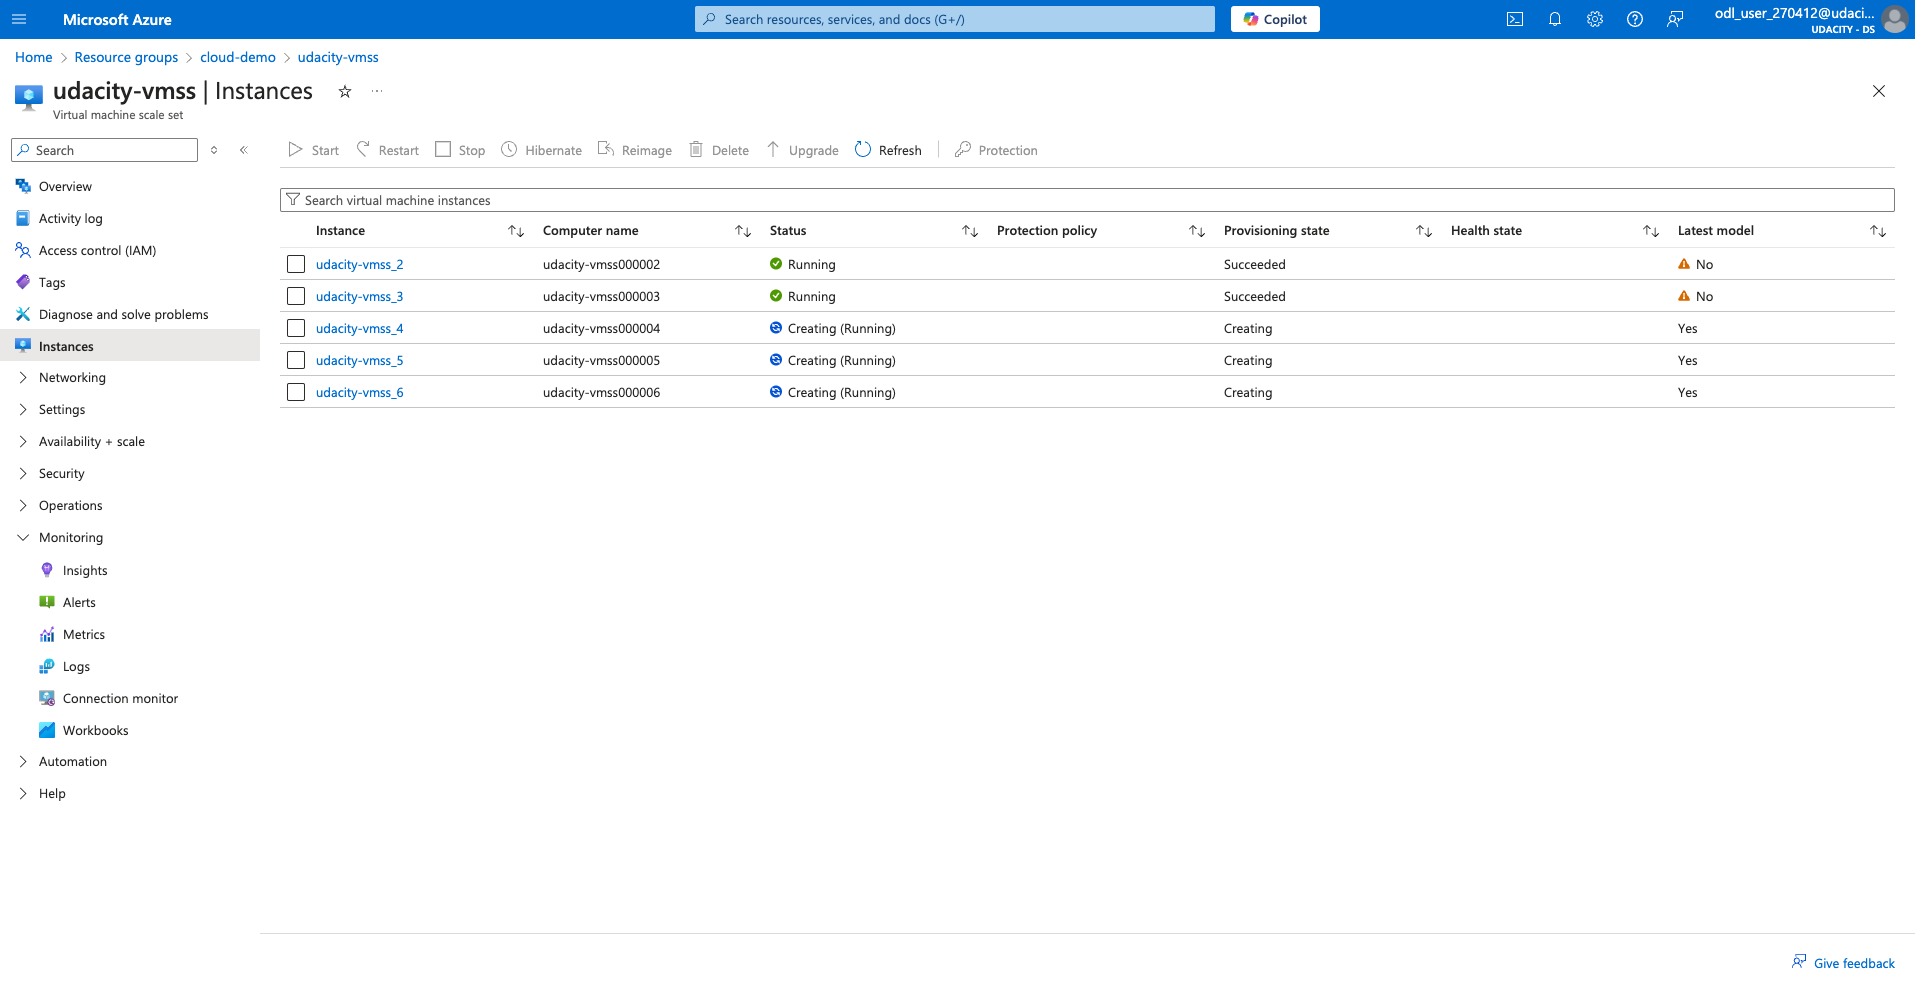 Microsoft Azure
Search resources, services, and docs (G+/)
Copilot
odl_user_270412@udaci...
UDACITY - DS
Home > Resource groups > cloud-demo > udacity-vmss
udacity-vmss | Instances
Virtual machine scale set
Search
Start Restart Stop Hibernate Reimage Delete Upgrade Refresh Protection
Overview
Activity log
Access control (IAM)
Tags
Diagnose and solve problems
Instances
Networking
Settings
Availability + scale
Security
Operations
Monitoring
Insights
Alerts
Metrics
Logs
Connection monitor
Workbooks
Automation
Help
Search virtual machine instances
Instance Computer name Status Protection policy Provisioning state Health state Latest model
udacity-vmss_2 udacity-vmss000002 Running Succeeded No
udacity-vmss_3 udacity-vmss000003 Running Succeeded No
udacity-vmss_4 udacity-vmss000004 Creating (Running) Creating Yes
udacity-vmss_5 udacity-vmss000005 Creating (Running) Creating Yes
udacity-vmss_6 udacity-vmss000006 Creating (Running) Creating Yes
Give feedback